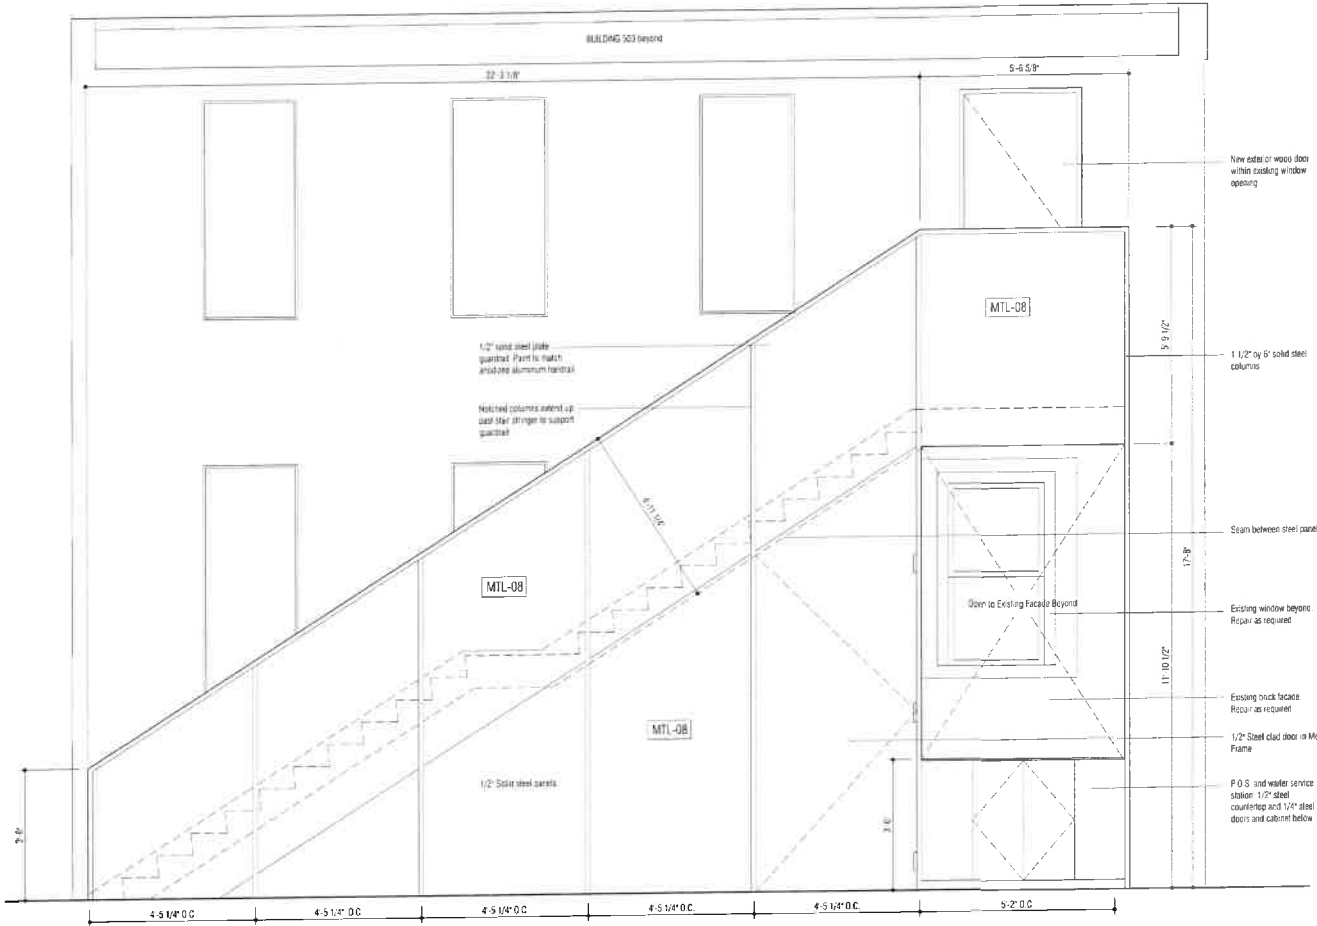 BUILDING 503 beyond
22'-3 1/8"
5'-6 5/8"
New exterior wood door
within existing window
opening
MTL-08
5'-9 1/2"
1/2" solid steel plate
guardrail. Paint to match
anodized aluminum handrail
1 1/2" by 6" solid steel
columns
Notched columns extend up
past stair stringer to support
guardrail
4'-11 1/4"
Seam between steel panel
17'-8"
MTL-08
Open to Existing Facade Beyond
Existing window beyond.
Repair as required
11'-10 1/2"
Existing brick facade.
Repair as required
MTL-08
1/2" Steel clad door in Me
Frame
1/2" Solid steel panels
P.O.S. and waiter service
station. 1/2" steel
countertop and 1/4" steel
doors and cabinet below
4'-5 1/4" O.C.
4'-5 1/4" O.C.
4'-5 1/4" O.C.
4'-5 1/4" O.C.
4'-5 1/4" O.C.
5'-2" O.C.